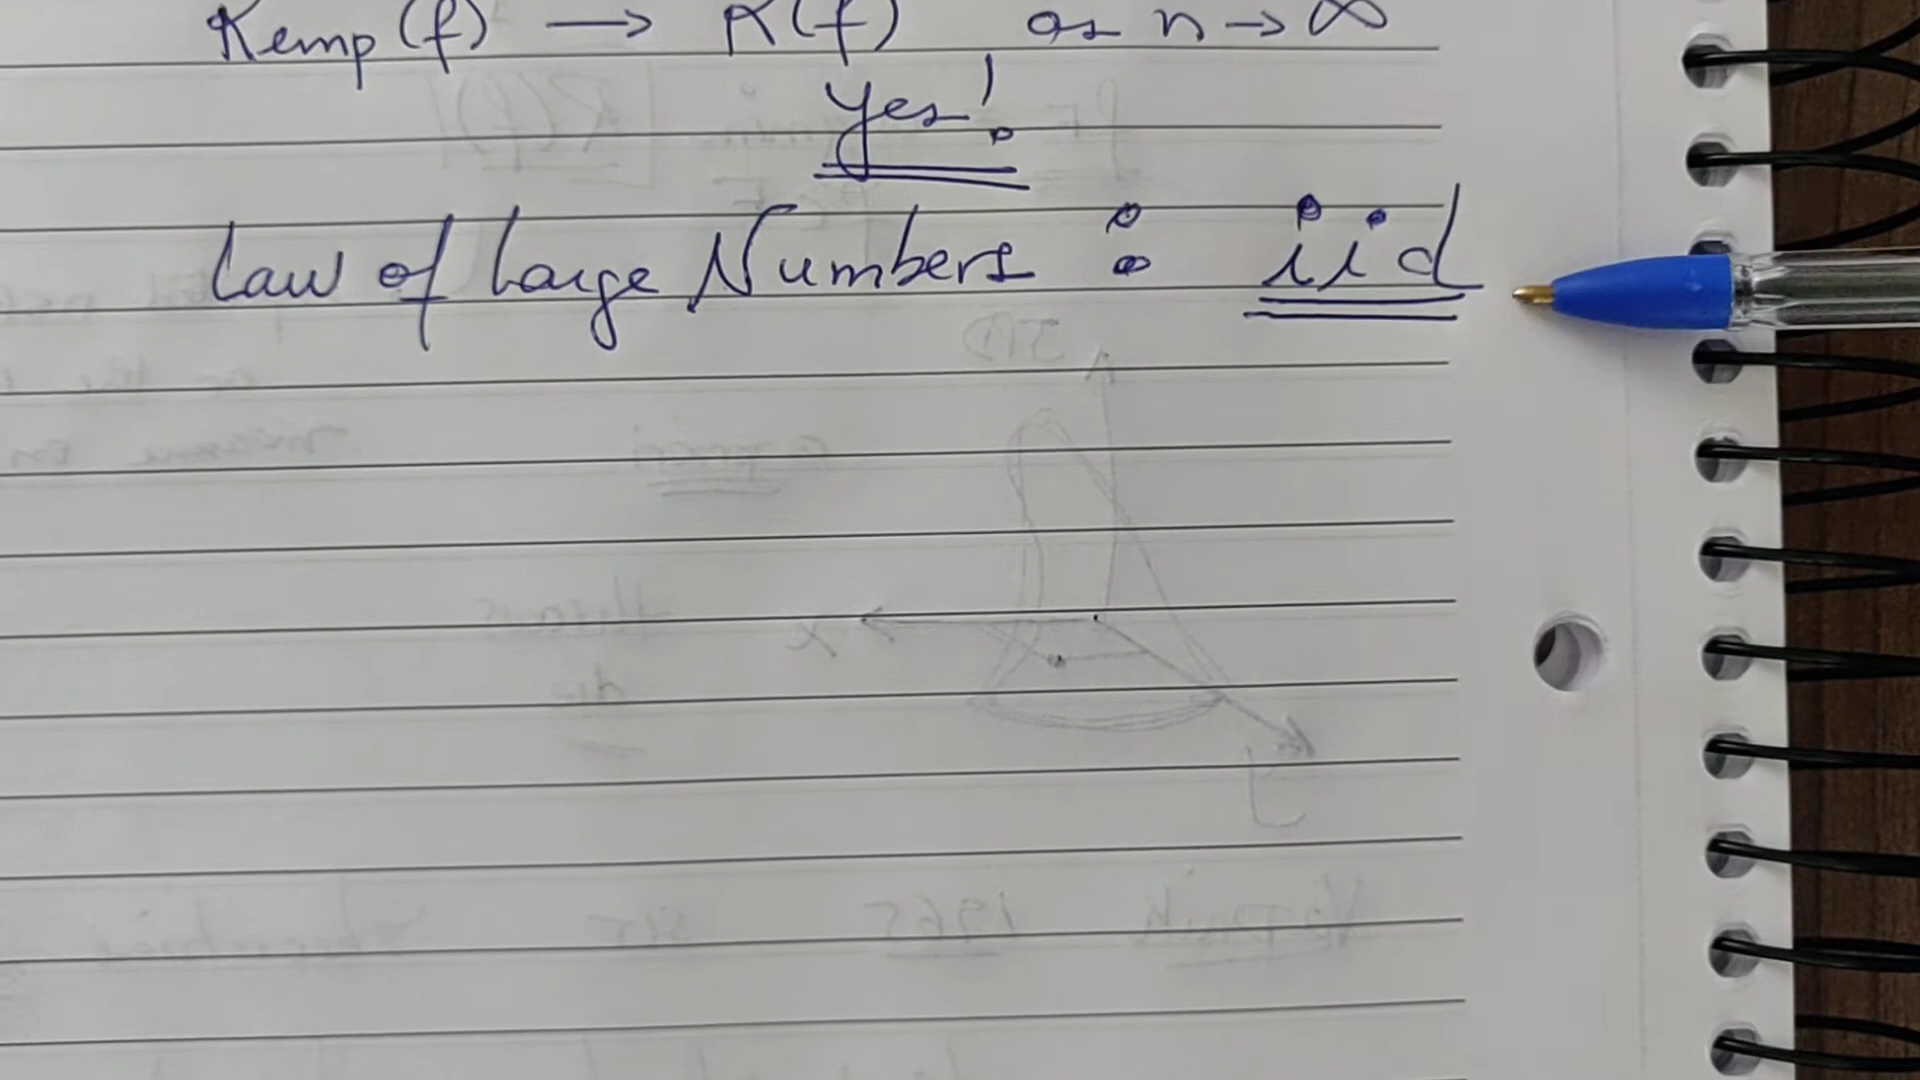 Remp(f) → R(f) as n → ∞
Yes!
Law of Large Numbers : iid